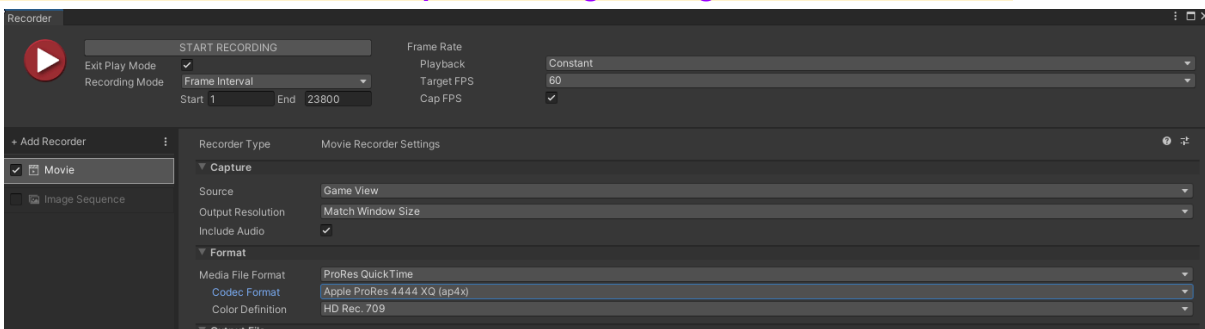 Recorder
START RECORDING
Frame Rate
Exit Play Mode
Playback
Constant
Recording Mode
Frame Interval
Target FPS
60
Start 1 End 23800
Cap FPS
+ Add Recorder
Recorder Type
Movie Recorder Settings
Movie
Capture
Source
Game View
Image Sequence
Output Resolution
Match Window Size
Include Audio
Format
Media File Format
ProRes QuickTime
Codec Format
Apple ProRes 4444 XQ (ap4x)
Color Definition
HD Rec. 709